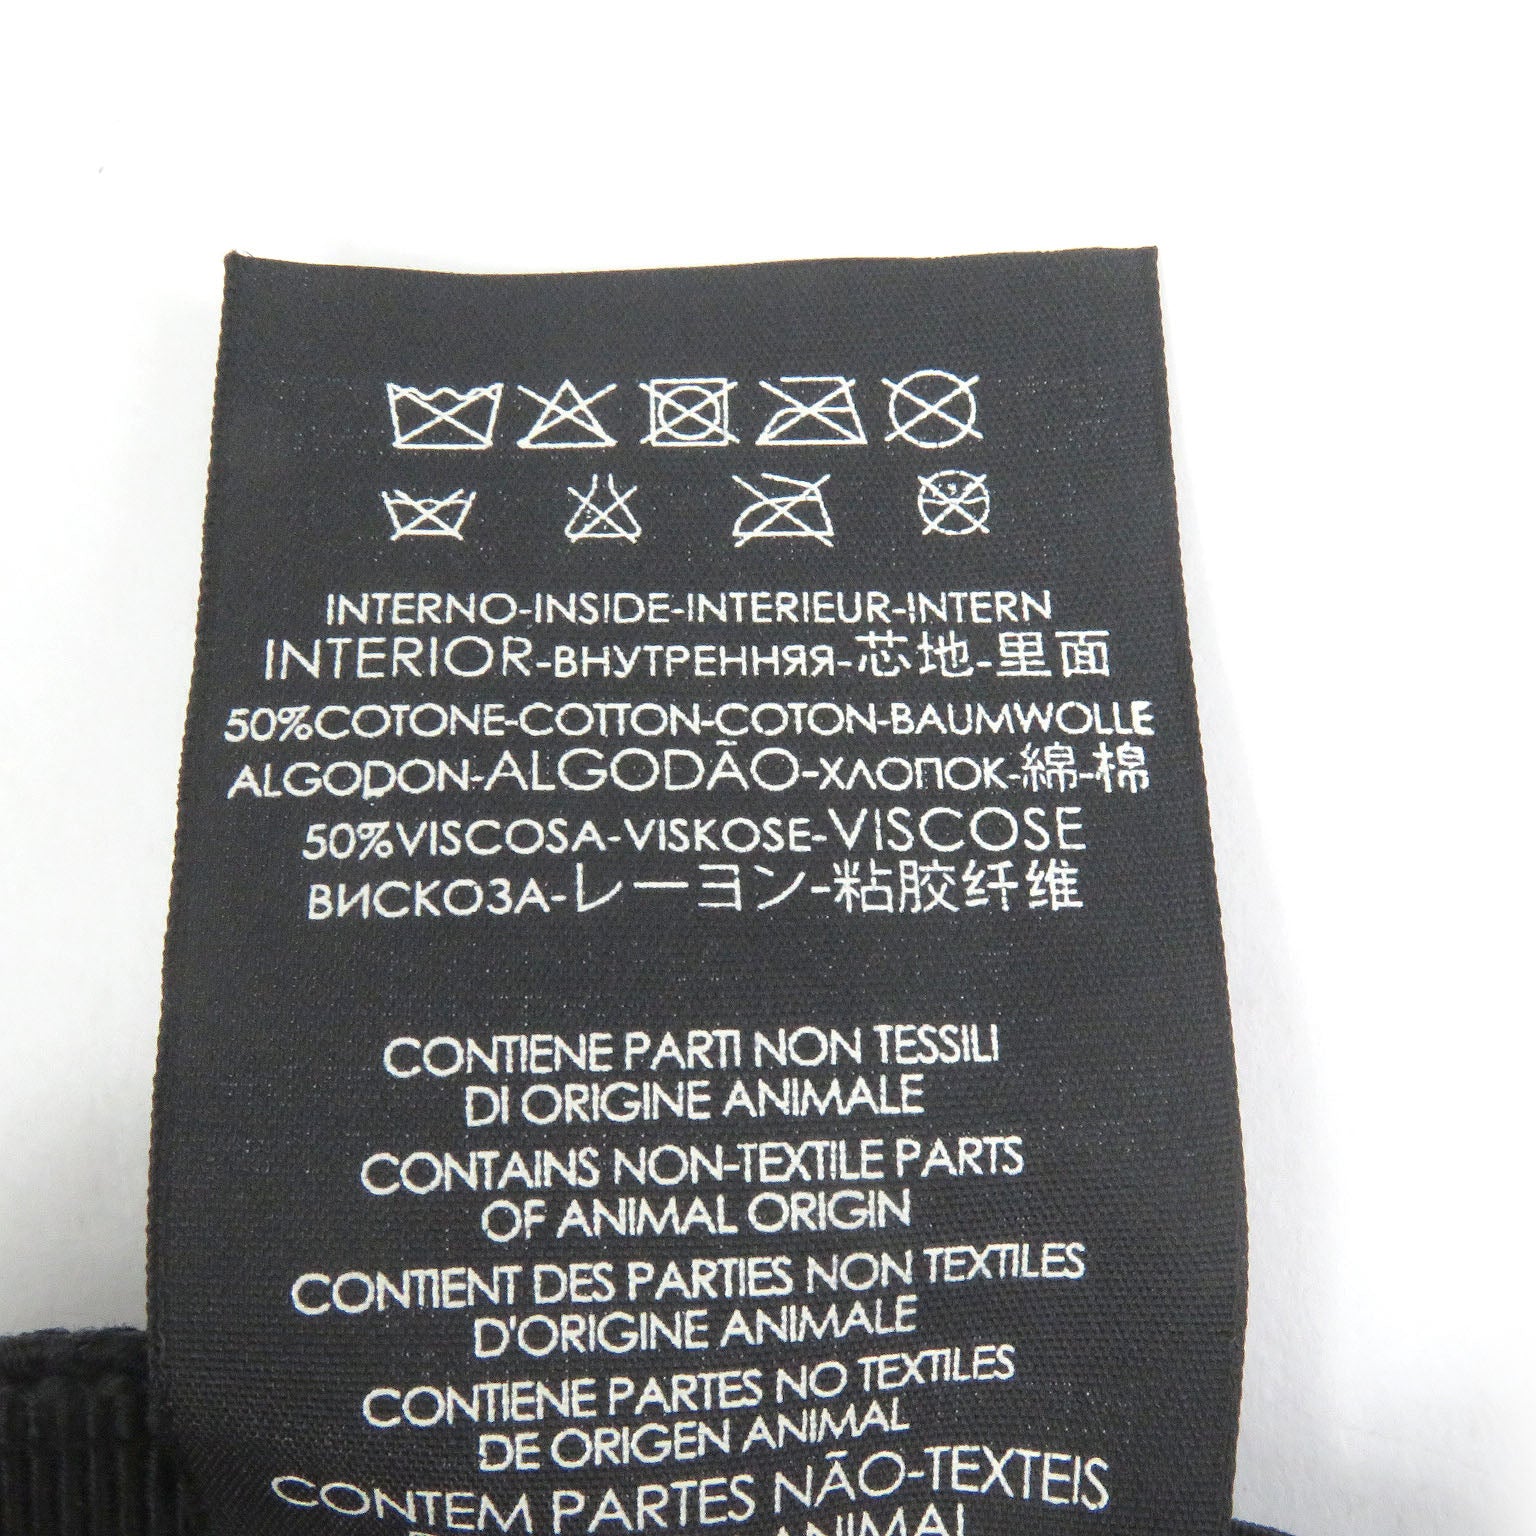 INTERNO-INSIDE-INTERIEUR-INTERN
INTERIOR-ВНУТРЕННЯЯ-芯地-里面
50%COTONE-COTTON-COTON-BAUMWOLLE
ALGODON-ALGODÃO-ХЛОПОК-綿-棉
50%VISCOSA-VISKOSE-VISCOSE
ВИСКОЗА-レーヨン-粘胶纤维
CONTIENE PARTI NON TESSILI
DI ORIGINE ANIMALE
CONTAINS NON-TEXTILE PARTS
OF ANIMAL ORIGIN
CONTIENT DES PARTIES NON TEXTILES
D'ORIGINE ANIMALE
CONTIENE PARTES NO TEXTILES
DE ORIGEN ANIMAL
CONTEM PARTES NÃO-TEXTEIS
ANIMAL